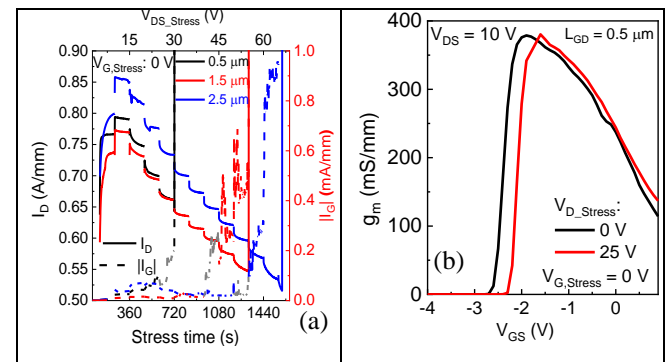 V_DS_Stress (V)
15 30 45 60
V_G,Stress: 0 V
0.5 μm
1.5 μm
2.5 μm
I_D (A/mm)
0.90
0.85
0.80
0.75
0.70
0.65
0.60
0.55
0.50
I_D
|I_G|
1.0
0.8
0.6
0.4
0.2
0.0
|I_G| (mA/mm)
360 720 1080 1440
Stress time (s)
(a)
V_DS = 10 V
L_GD = 0.5 μm
g_m (mS/mm)
400
300
200
100
0
V_D_Stress:
0 V
25 V
V_G,Stress = 0 V
(b)
-4 -3 -2 -1 0
V_GS (V)